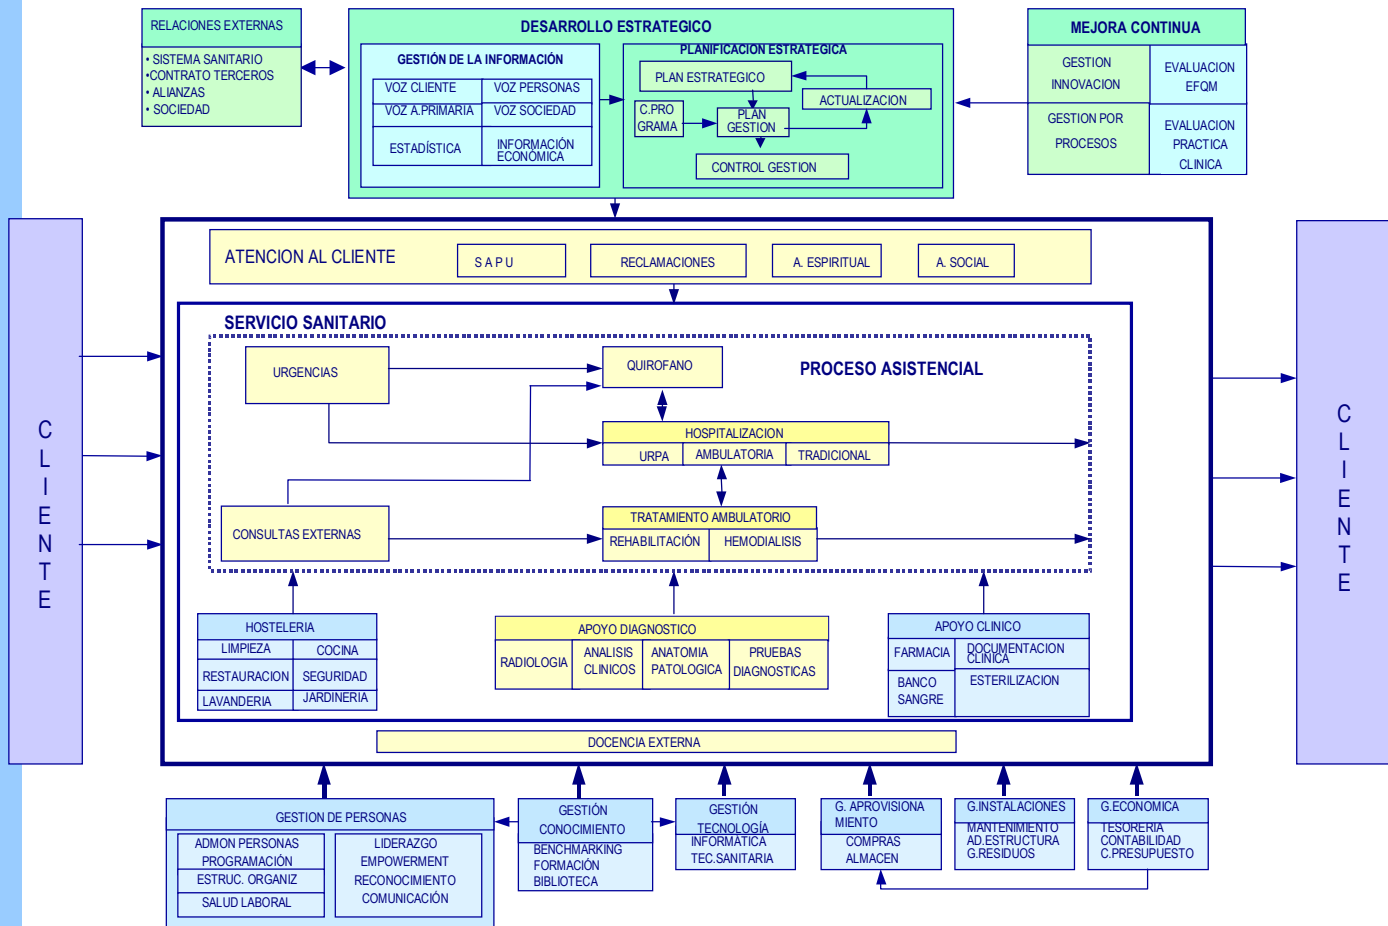 RELACIONES EXTERNAS
• SISTEMA SANITARIO
•CONTRATO TERCEROS
• ALIANZAS
• SOCIEDAD
DESARROLLO ESTRATEGICO
GESTIÓN DE LA INFORMACIÓN
VOZ CLIENTE
VOZ PERSONAS
VOZ A.PRIMARIA
VOZ SOCIEDAD
ESTADÍSTICA
INFORMACIÓN
ECONÓMICA
PLANIFICACION ESTRATEGICA
PLAN ESTRATEGICO
ACTUALIZACION
C.PRO
GRAMA
PLAN
GESTION
CONTROL GESTION
MEJORA CONTINUA
GESTION
INNOVACION
EVALUACION
EFQM
GESTION POR
PROCESOS
EVALUACION
PRACTICA
CLINICA
CLIENTE
ATENCION AL CLIENTE
S A P U
RECLAMACIONES
A. ESPIRITUAL
A. SOCIAL
SERVICIO SANITARIO
PROCESO ASISTENCIAL
URGENCIAS
QUIROFANO
HOSPITALIZACION
URPA
AMBULATORIA
TRADICIONAL
CONSULTAS EXTERNAS
TRATAMIENTO AMBULATORIO
REHABILITACIÓN
HEMODIALISIS
HOSTELERIA
LIMPIEZA
COCINA
RESTAURACION
SEGURIDAD
LAVANDERIA
JARDINERIA
APOYO DIAGNOSTICO
RADIOLOGIA
ANALISIS
CLINICOS
ANATOMIA
PATOLOGICA
PRUEBAS
DIAGNOSTICAS
APOYO CLINICO
FARMACIA
DOCUMENTACION
CLINICA
BANCO
SANGRE
ESTERILIZACION
DOCENCIA EXTERNA
CLIENTE
GESTION DE PERSONAS
ADMON PERSONAS
PROGRAMACIÓN
ESTRUC. ORGANIZ
SALUD LABORAL
LIDERAZGO
EMPOWERMENT
RECONOCIMIENTO
COMUNICACIÓN
GESTIÓN
CONOCIMIENTO
BENCHMARKING
FORMACIÓN
BIBLIOTECA
GESTIÓN
TECNOLOGÍA
INFORMÁTICA
TEC.SANITARIA
G. APROVISIONA
MIENTO
COMPRAS
ALMACEN
G.INSTALACIONES
MANTENIMIENTO
AD.ESTRUCTURA
G.RESIDUOS
G.ECONOMICA
TESORERIA
CONTABILIDAD
C.PRESUPUESTO